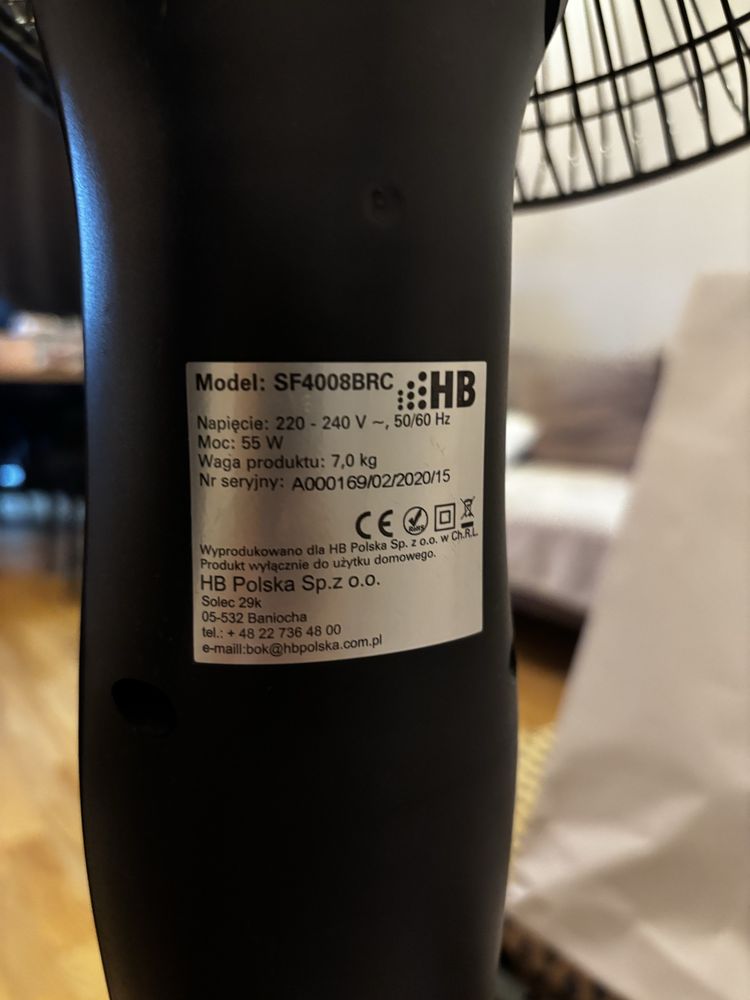 Model: SF4008BRC HB
Napięcie: 220 - 240 V ~, 50/60 Hz
Moc: 55 W
Waga produktu: 7,0 kg
Nr seryjny: A000169/02/2020/15
CE RoHS
Wyprodukowano dla HB Polska Sp. z o.o. w Ch.R.L.
Produkt wyłącznie do użytku domowego.
HB Polska Sp.z o.o.
Solec 29k
05-532 Baniocha
tel.: + 48 22 736 48 00
e-maill:bok@hbpolska.com.pl